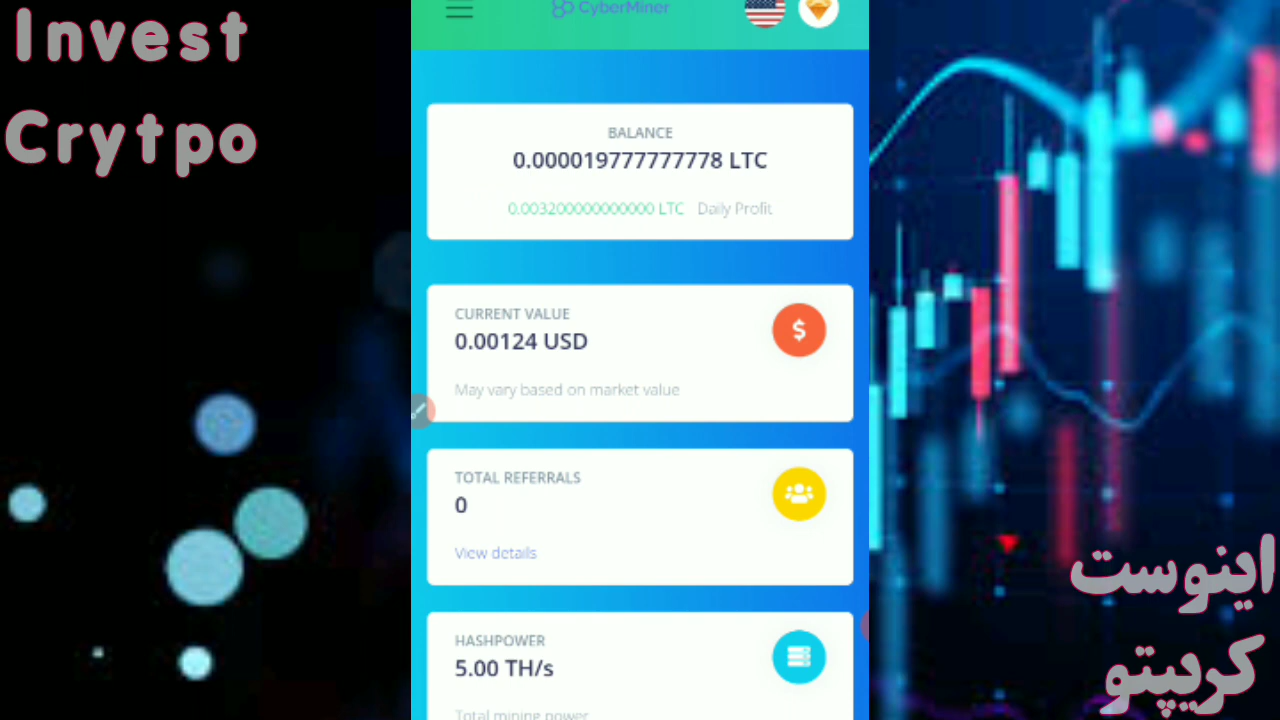 Invest
Crytpo
CyberMiner
BALANCE
0.000019777777778 LTC
0.003200000000000 LTC Daily Profit
CURRENT VALUE
0.00124 USD
May vary based on market value
TOTAL REFERRALS
0
View details
HASHPOWER
5.00 TH/s
Total mining power
اینوست
کریپتو